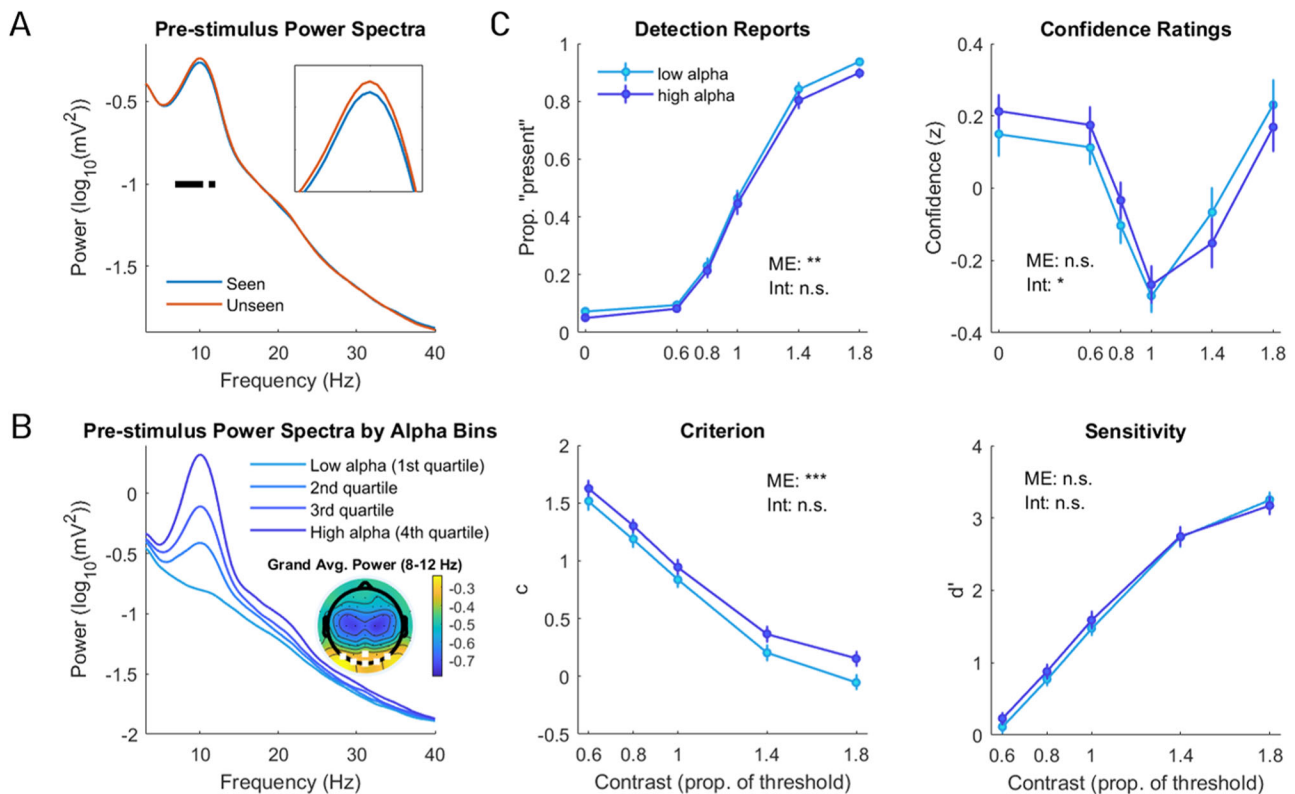 A
Pre-stimulus Power Spectra
-0.5
-1
-1.5
Power (log10(mV2))
Seen
Unseen
10
20
30
40
Frequency (Hz)
C
Detection Reports
1
0.8
0.6
0.4
0.2
0
Prop. "present"
low alpha
high alpha
ME: **
Int: n.s.
0
0.6
0.8
1
1.4
1.8
Confidence Ratings
0.4
0.2
0
-0.2
-0.4
Confidence (z)
ME: n.s.
Int: *
0
0.6
0.8
1
1.4
1.8
B
Pre-stimulus Power Spectra by Alpha Bins
0
-0.5
-1
-1.5
-2
Power (log10(mV2))
Low alpha (1st quartile)
2nd quartile
3rd quartile
High alpha (4th quartile)
Grand Avg. Power (8-12 Hz)
-0.3
-0.4
-0.5
-0.6
-0.7
10
20
30
40
Frequency (Hz)
Criterion
2
1.5
1
0.5
0
-0.5
c
ME: ***
Int: n.s.
0.6
0.8
1
1.4
1.8
Contrast (prop. of threshold)
Sensitivity
4
3
2
1
0
d'
ME: n.s.
Int: n.s.
0.6
0.8
1
1.4
1.8
Contrast (prop. of threshold)